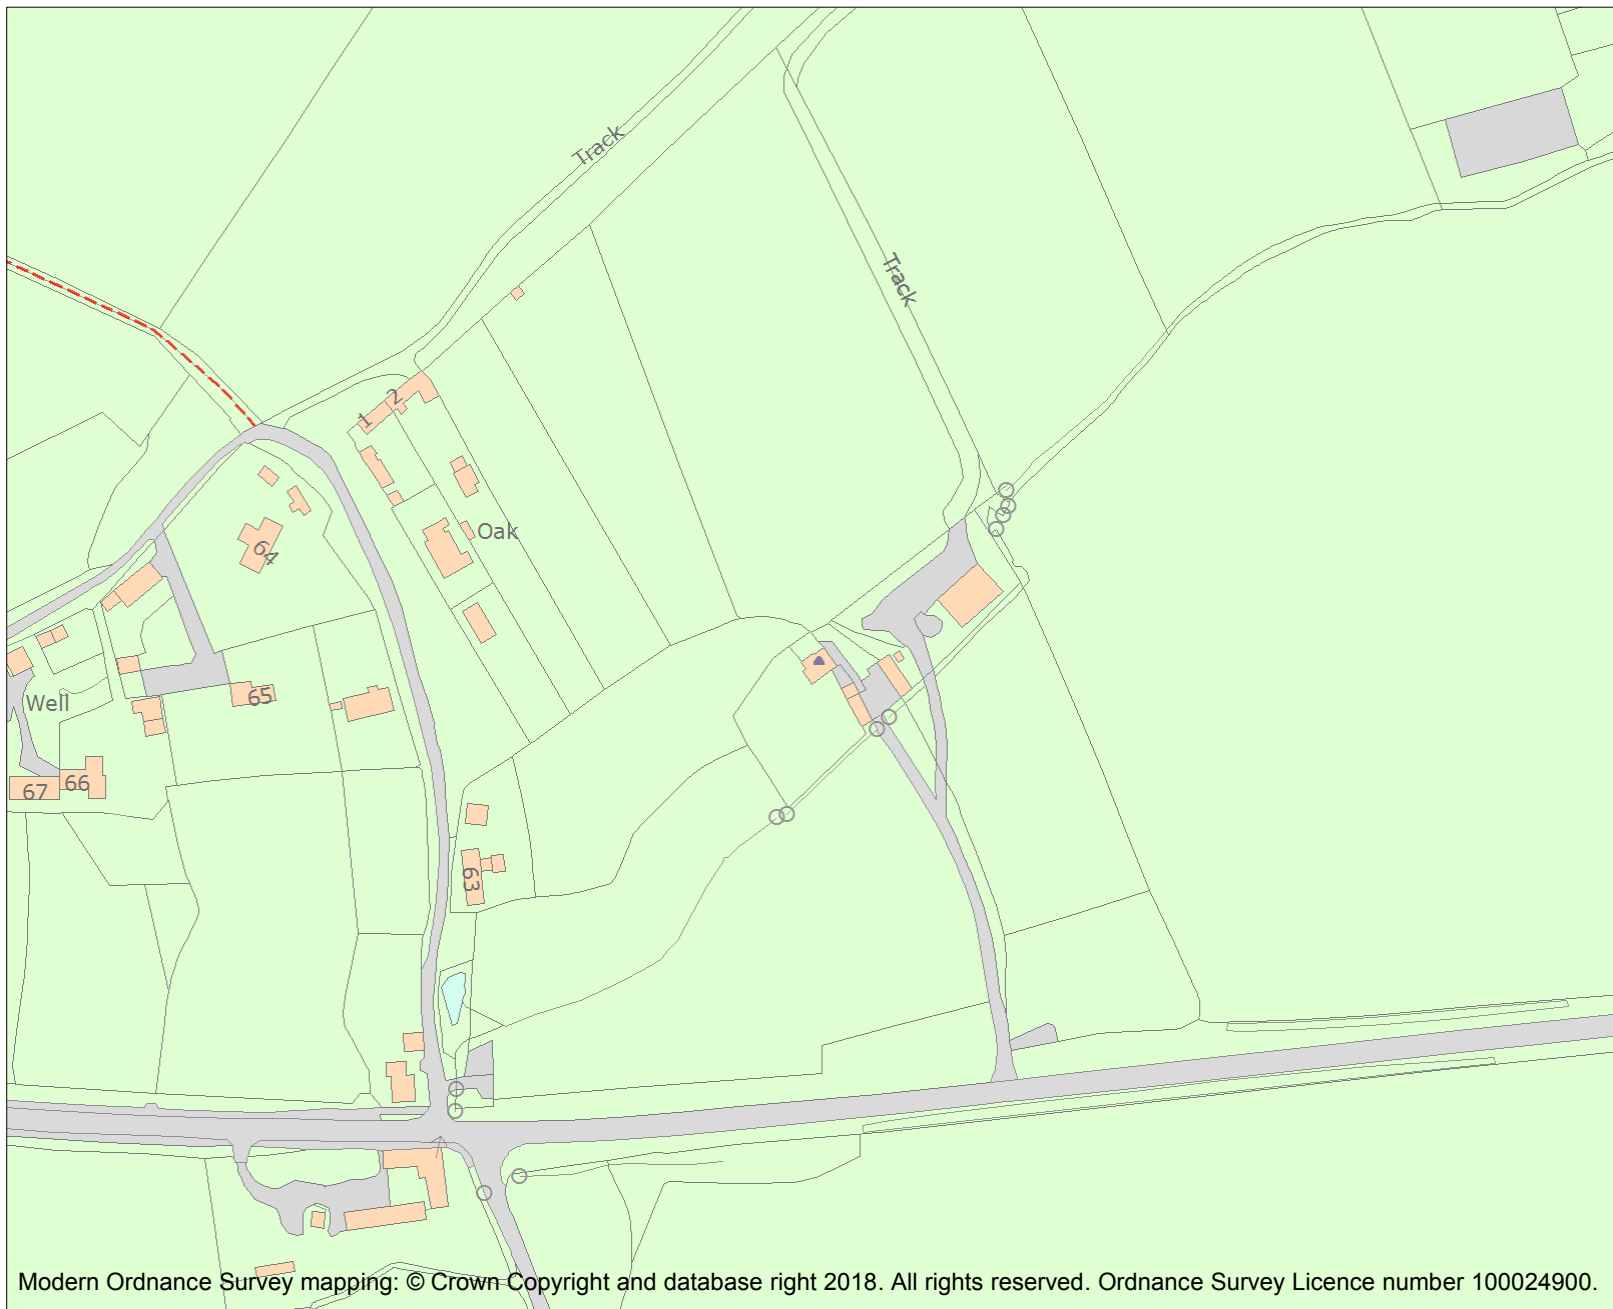 Track
Track
1
2
Oak
64
65
Well
66
67
63
Modern Ordnance Survey mapping: © Crown Copyright and database right 2018. All rights reserved. Ordnance Survey Licence number 100024900.